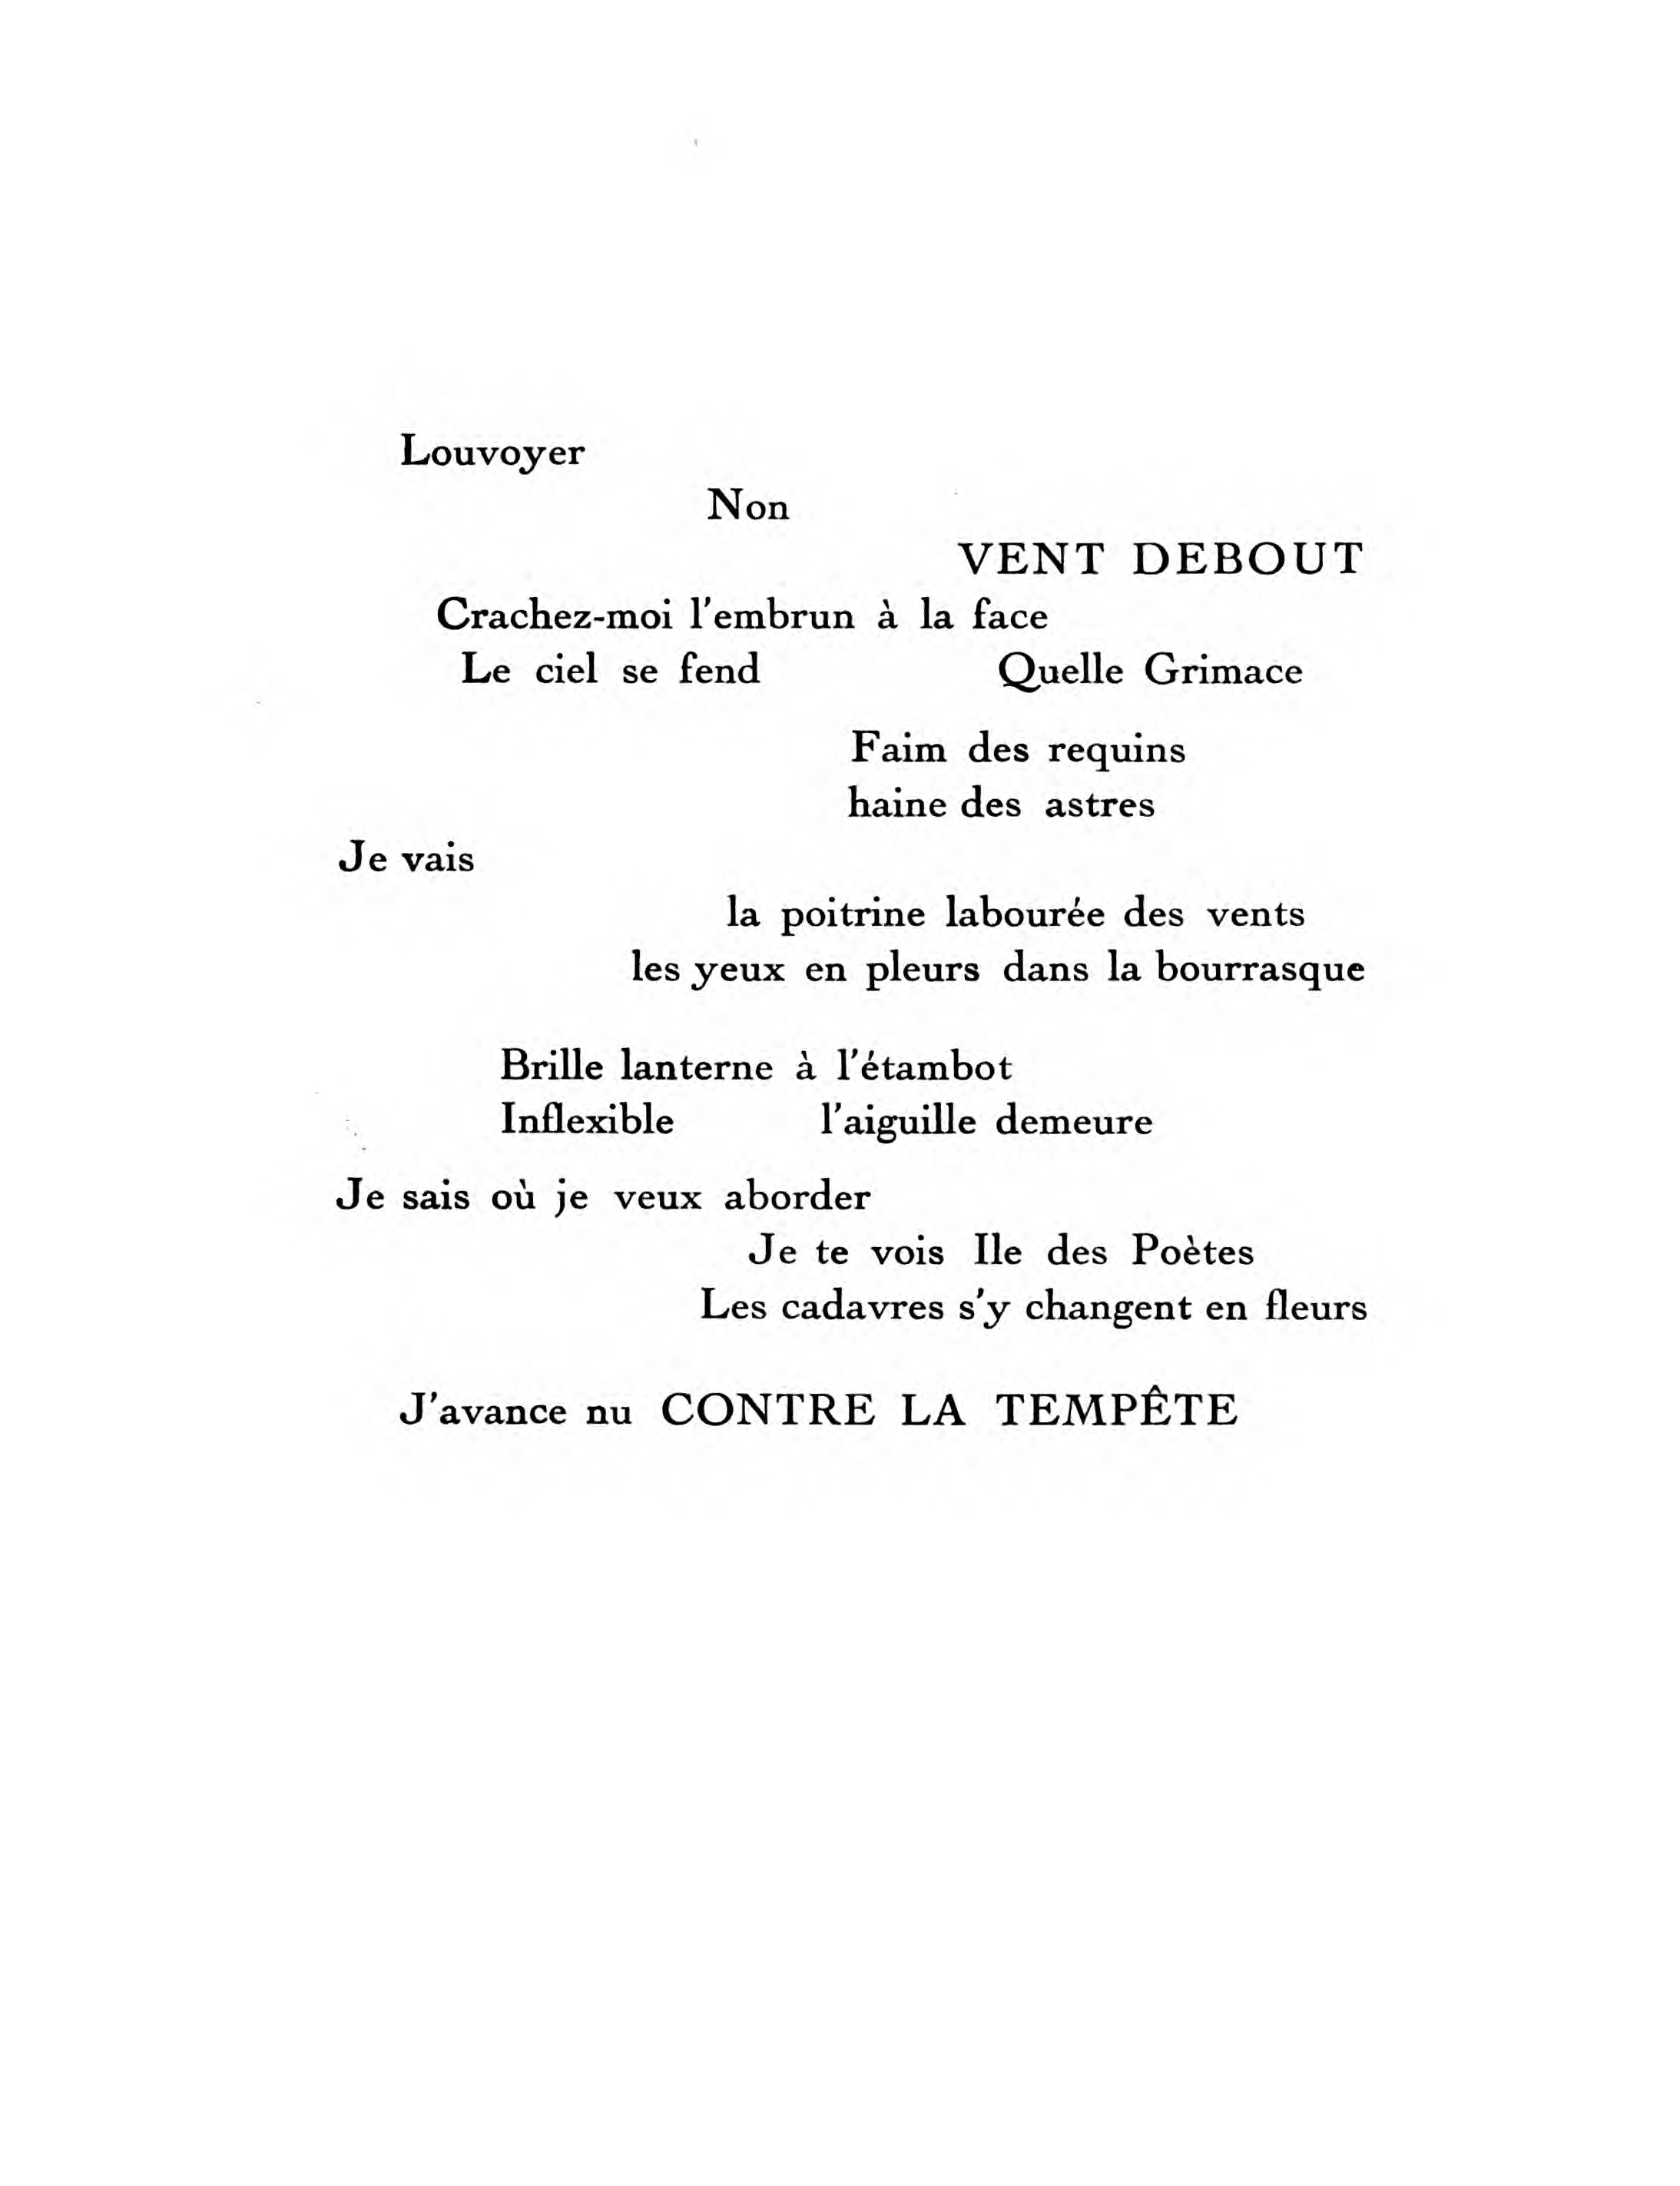 Louvoyer
Non
VENT DEBOUT
Crachez-moi l'embrun à la face
Le ciel se fend Quelle Grimace
Faim des requins
haine des astres
Je vais
la poitrine labourée des vents
les yeux en pleurs dans la bourrasque
Brille lanterne à l'étambot
Inflexible l'aiguille demeure
Je sais où je veux aborder
Je te vois Ile des Poètes
Les cadavres s'y changent en fleurs
J'avance nu CONTRE LA TEMPÊTE